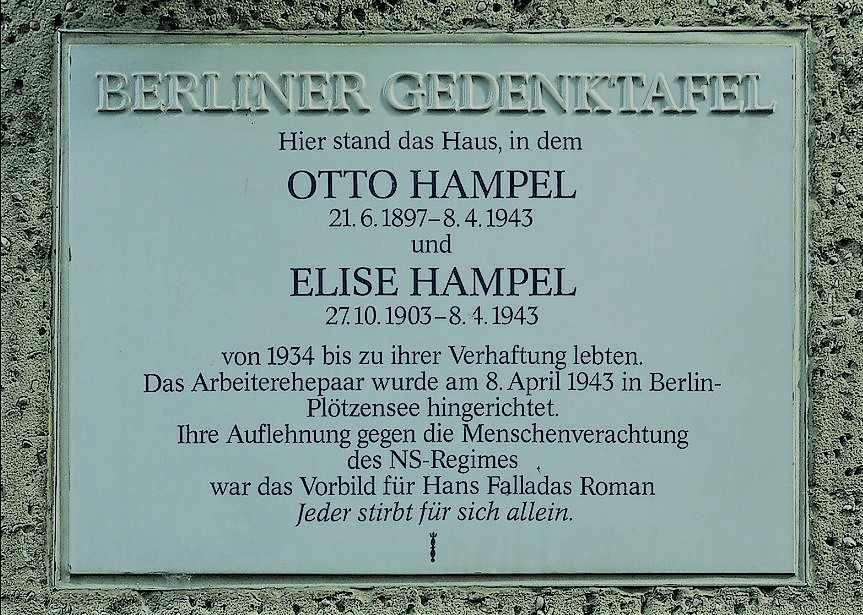 BERLINER GEDENKTAFEL
Hier stand das Haus, in dem
OTTO HAMPEL
21. 6. 1897–8. 4. 1943
und
ELISE HAMPEL
27. 10. 1903–8. 4. 1943
von 1934 bis zu ihrer Verhaftung lebten.
Das Arbeiterehepaar wurde am 8. April 1943 in Berlin-
Plötzensee hingerichtet.
Ihre Auflehnung gegen die Menschenverachtung
des NS-Regimes
war das Vorbild für Hans Falladas Roman
Jeder stirbt für sich allein.